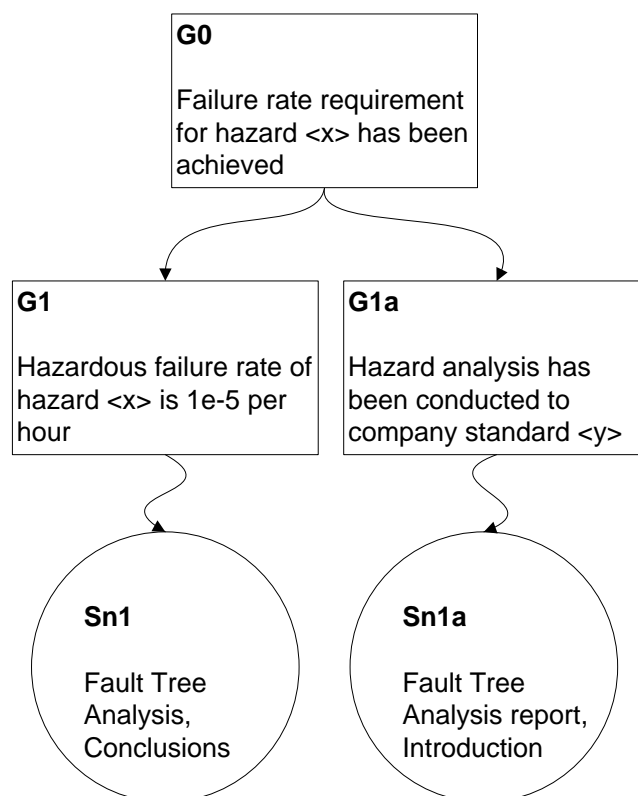 G0
Failure rate requirement
for hazard <x> has been
achieved
G1
Hazardous failure rate of
hazard <x> is 1e-5 per
hour
G1a
Hazard analysis has
been conducted to
company standard <y>
Sn1
Fault Tree
Analysis,
Conclusions
Sn1a
Fault Tree
Analysis report,
Introduction